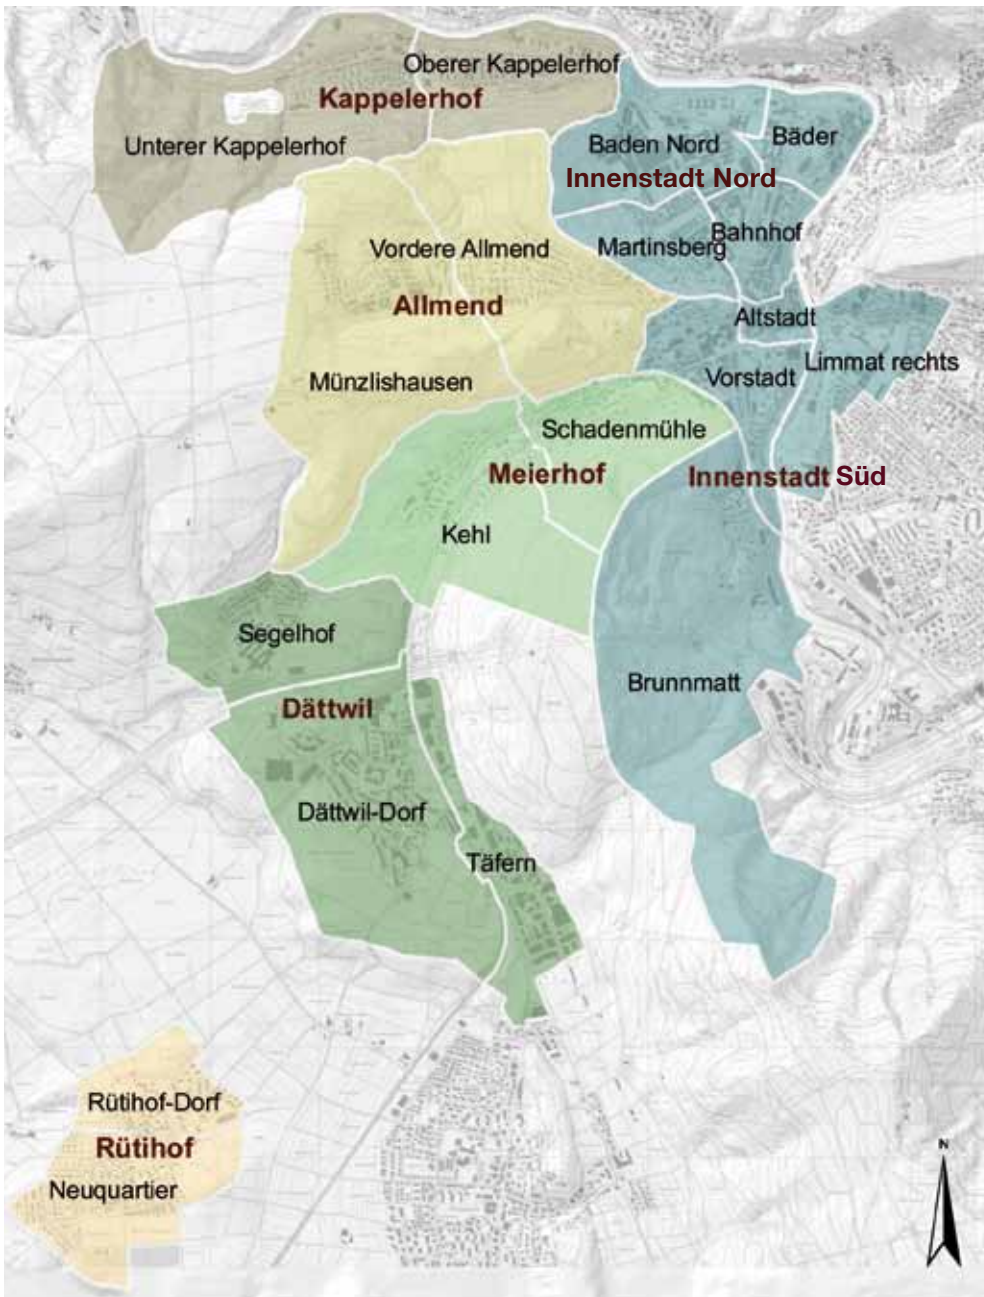 Oberer Kappelerhof
Kappelerhof
Unterer Kappelerhof
Baden Nord
Bäder
Innenstadt Nord
Martinsberg
Bahnhof
Vordere Allmend
Allmend
Münzlishausen
Altstadt
Vorstadt
Limmat rechts
Schadenmühle
Meierhof
Innenstadt Süd
Kehl
Segelhof
Brunnmatt
Dättwil
Dättwil-Dorf
Täfern
Rütihof-Dorf
Rütihof
Neuquartier
N